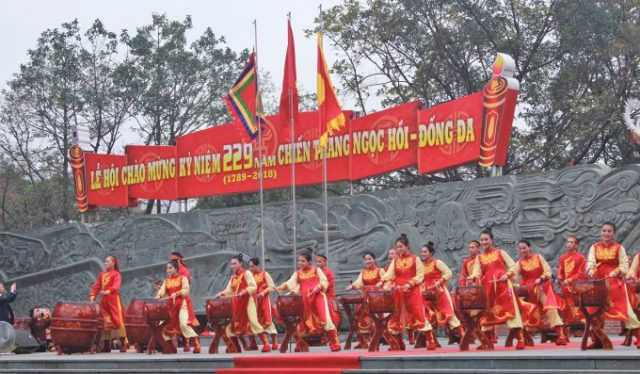 LỄ HỘI CHÀO MỪNG KỶ NIỆM 229 NĂM CHIẾN THẮNG NGỌC HỒI - ĐỐNG ĐA
(1789-2018)